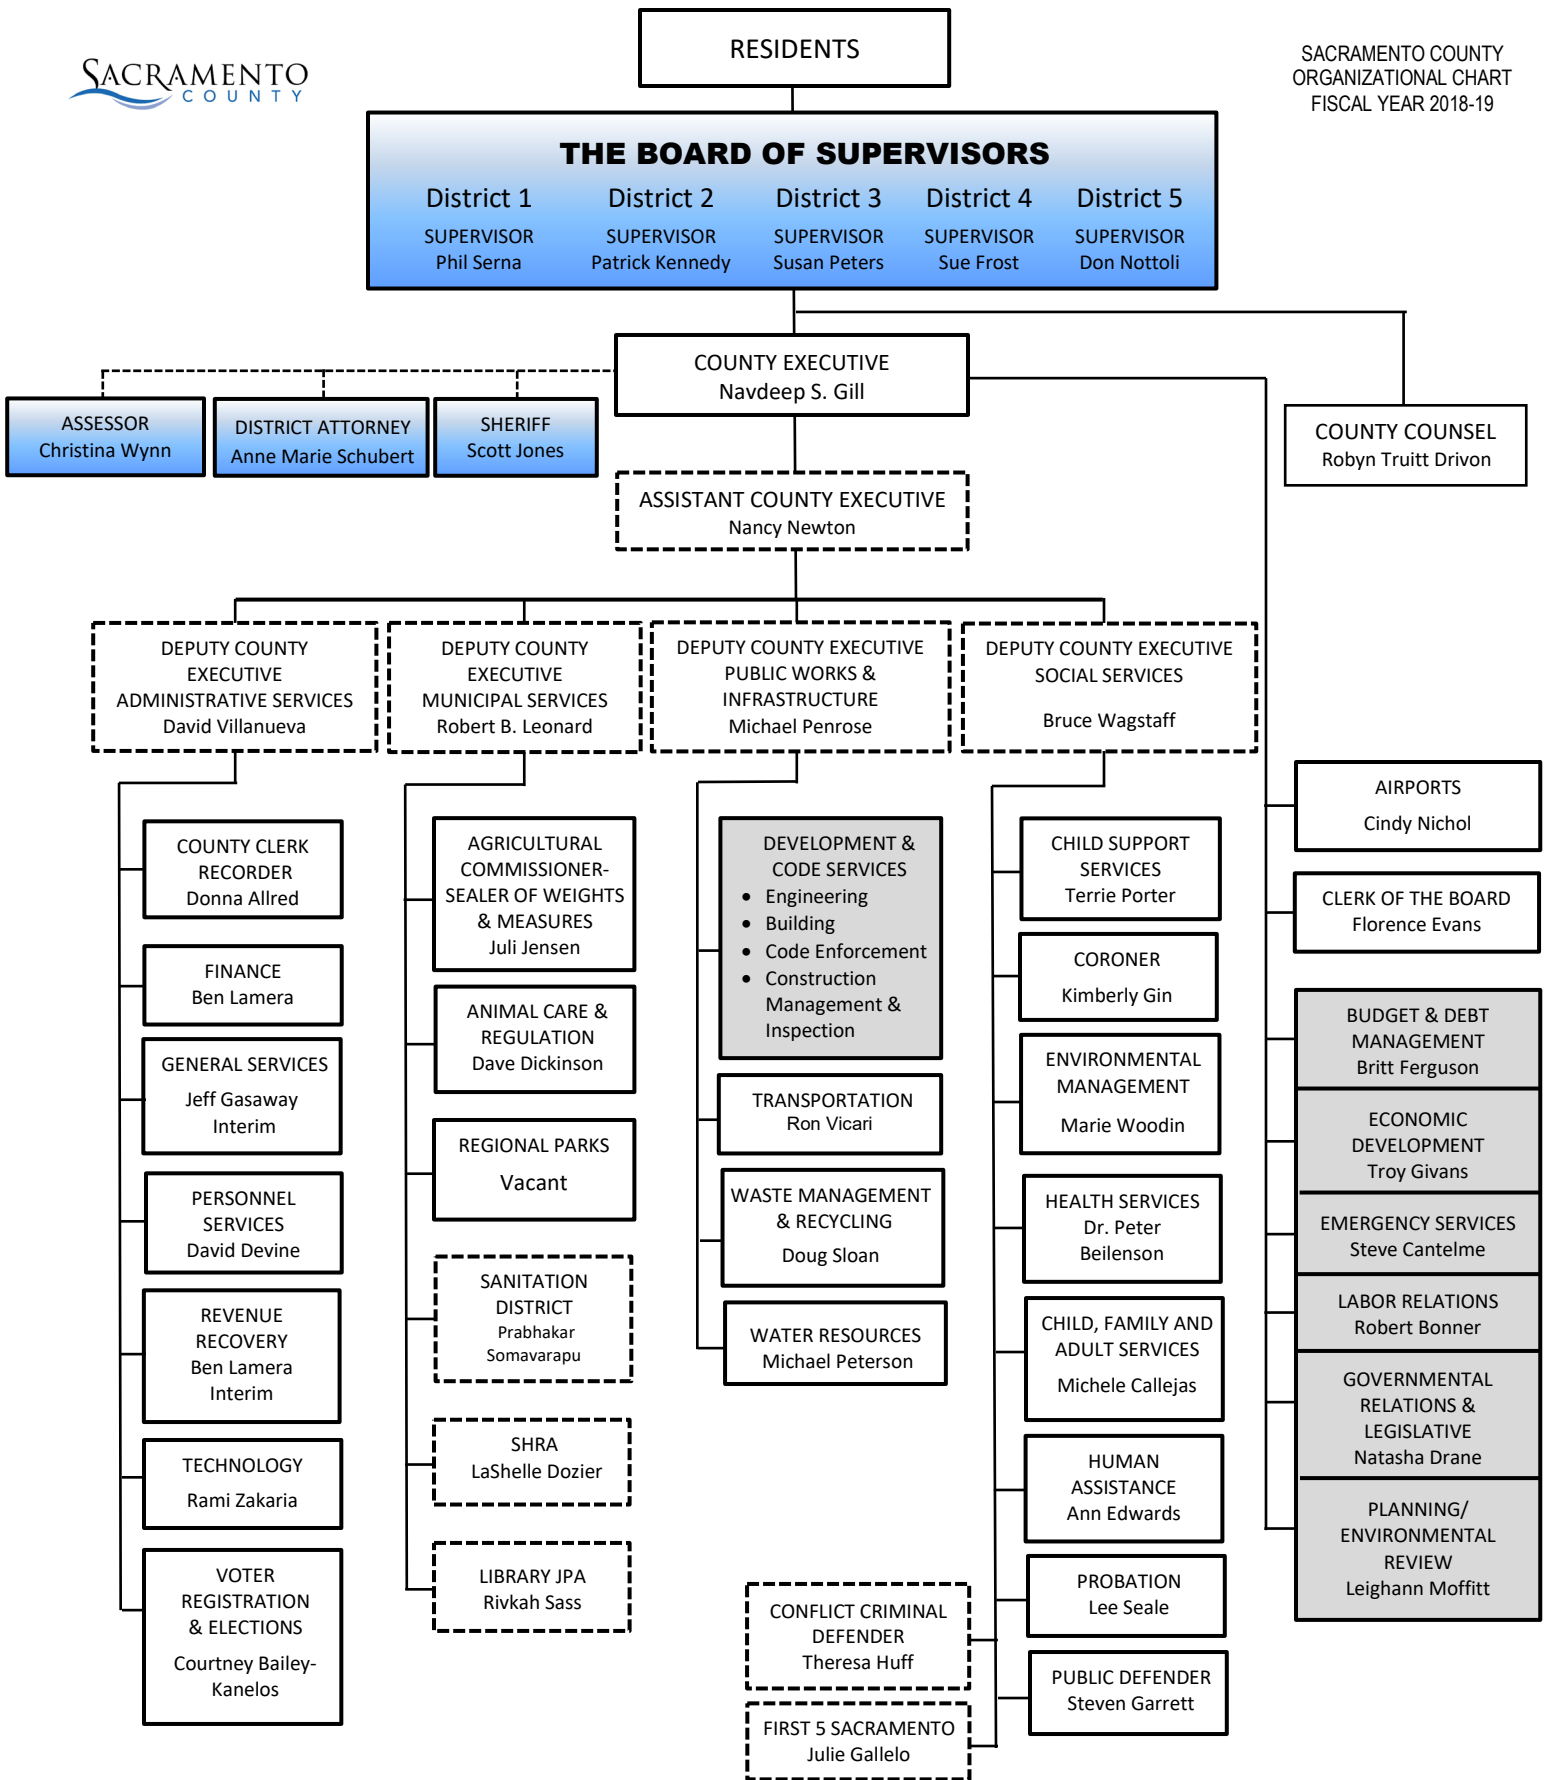 SACRAMENTO
COUNTY
SACRAMENTO COUNTY
ORGANIZATIONAL CHART
FISCAL YEAR 2018-19
RESIDENTS
THE BOARD OF SUPERVISORS
District 1
SUPERVISOR
Phil Serna
District 2
SUPERVISOR
Patrick Kennedy
District 3
SUPERVISOR
Susan Peters
District 4
SUPERVISOR
Sue Frost
District 5
SUPERVISOR
Don Nottoli
COUNTY EXECUTIVE
Navdeep S. Gill
ASSESSOR
Christina Wynn
DISTRICT ATTORNEY
Anne Marie Schubert
SHERIFF
Scott Jones
COUNTY COUNSEL
Robyn Truitt Drivon
ASSISTANT COUNTY EXECUTIVE
Nancy Newton
DEPUTY COUNTY
EXECUTIVE
ADMINISTRATIVE SERVICES
David Villanueva
DEPUTY COUNTY
EXECUTIVE
MUNICIPAL SERVICES
Robert B. Leonard
DEPUTY COUNTY EXECUTIVE
PUBLIC WORKS &
INFRASTRUCTURE
Michael Penrose
DEPUTY COUNTY EXECUTIVE
SOCIAL SERVICES
Bruce Wagstaff
COUNTY CLERK
RECORDER
Donna Allred
FINANCE
Ben Lamera
GENERAL SERVICES
Jeff Gasaway
Interim
PERSONNEL
SERVICES
David Devine
REVENUE
RECOVERY
Ben Lamera
Interim
TECHNOLOGY
Rami Zakaria
VOTER
REGISTRATION
& ELECTIONS
Courtney Bailey-
Kanelos
AGRICULTURAL
COMMISSIONER-
SEALER OF WEIGHTS
& MEASURES
Juli Jensen
ANIMAL CARE &
REGULATION
Dave Dickinson
REGIONAL PARKS
Vacant
SANITATION
DISTRICT
Prabhakar
Somavarapu
SHRA
LaShelle Dozier
LIBRARY JPA
Rivkah Sass
DEVELOPMENT &
CODE SERVICES
• Engineering
• Building
• Code Enforcement
• Construction
Management &
Inspection
TRANSPORTATION
Ron Vicari
WASTE MANAGEMENT
& RECYCLING
Doug Sloan
WATER RESOURCES
Michael Peterson
CHILD SUPPORT
SERVICES
Terrie Porter
CORONER
Kimberly Gin
ENVIRONMENTAL
MANAGEMENT
Marie Woodin
HEALTH SERVICES
Dr. Peter
Beilenson
CHILD, FAMILY AND
ADULT SERVICES
Michele Callejas
HUMAN
ASSISTANCE
Ann Edwards
PROBATION
Lee Seale
PUBLIC DEFENDER
Steven Garrett
CONFLICT CRIMINAL
DEFENDER
Theresa Huff
FIRST 5 SACRAMENTO
Julie Gallelo
AIRPORTS
Cindy Nichol
CLERK OF THE BOARD
Florence Evans
BUDGET & DEBT
MANAGEMENT
Britt Ferguson
ECONOMIC
DEVELOPMENT
Troy Givans
EMERGENCY SERVICES
Steve Cantelme
LABOR RELATIONS
Robert Bonner
GOVERNMENTAL
RELATIONS &
LEGISLATIVE
Natasha Drane
PLANNING/
ENVIRONMENTAL
REVIEW
Leighann Moffitt